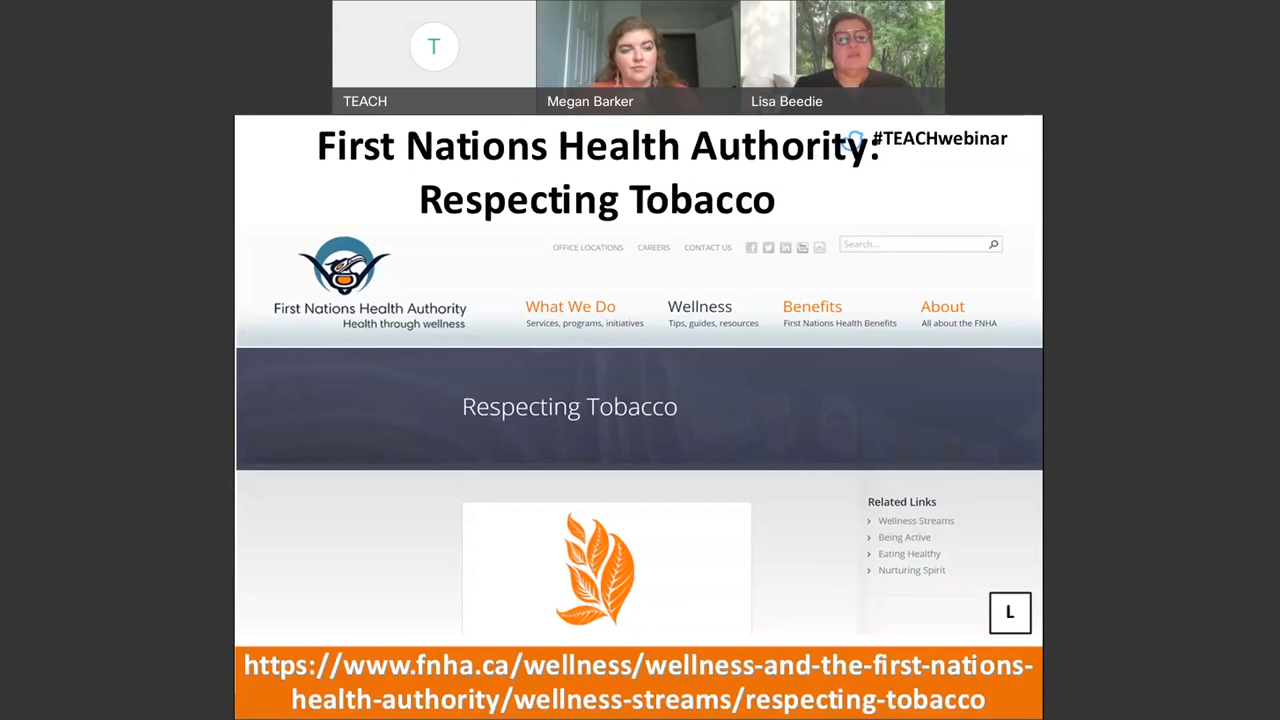 T
TEACH
Megan Barker
Lisa Beedie
First Nations Health Authority:
#TEACHwebinar
Respecting Tobacco
OFFICE LOCATIONS CAREERS CONTACT US
Search...
First Nations Health Authority
Health through wellness
What We Do Wellness Benefits About
Services, programs, initiatives Tips, guides, resources First Nations Health Benefits All about the FNHA
Respecting Tobacco
Related Links
Wellness Streams
Being Active
Eating Healthy
Nurturing Spirit
L
https://www.fnha.ca/wellness/wellness-and-the-first-nations-
health-authority/wellness-streams/respecting-tobacco